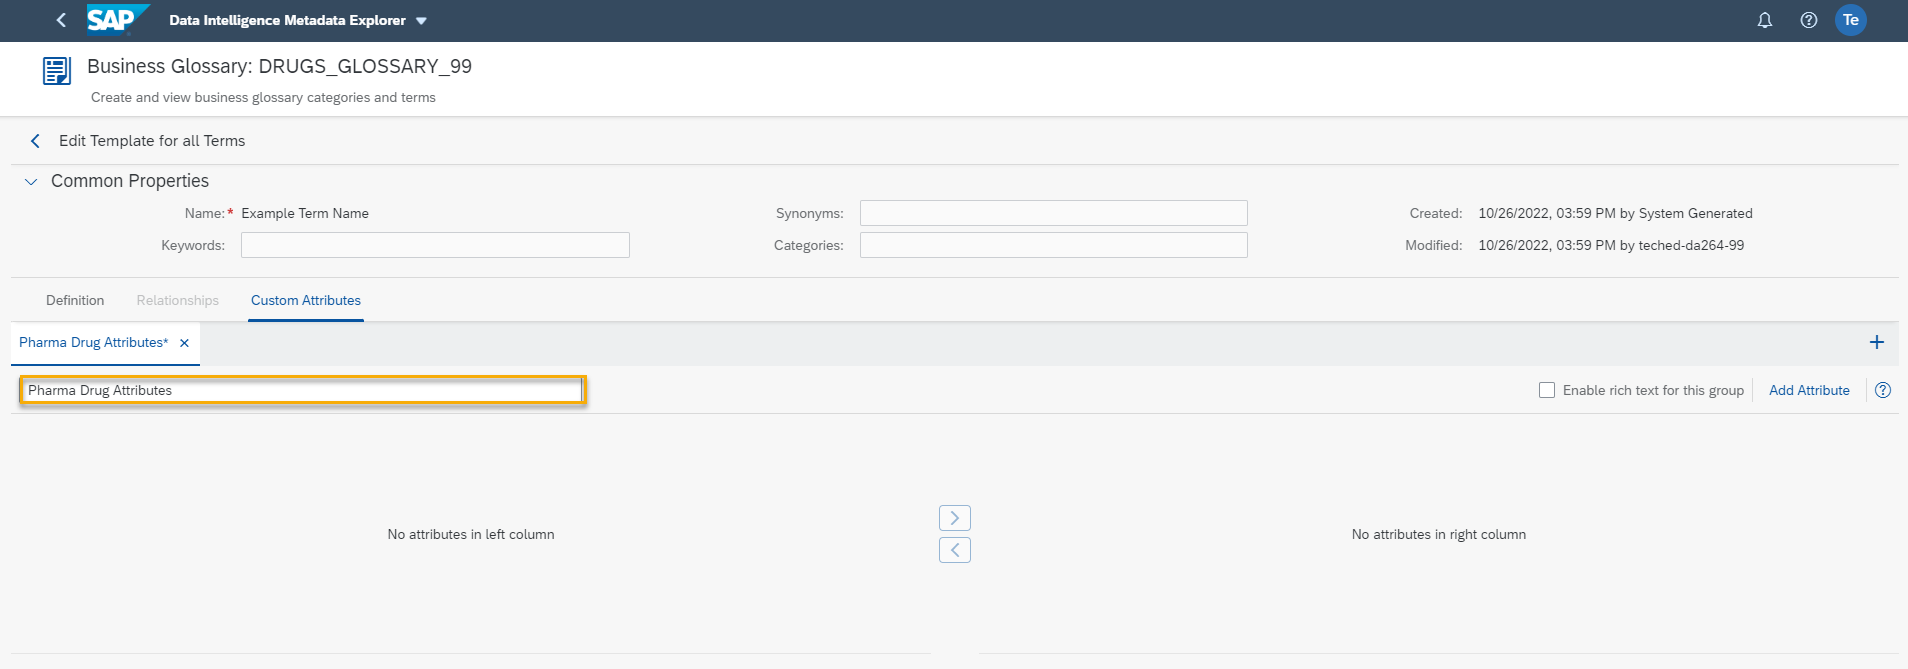 SAP Data Intelligence Metadata Explorer Te
Business Glossary: DRUGS_GLOSSARY_99
Create and view business glossary categories and terms
Edit Template for all Terms
Common Properties
Name:* Example Term Name Synonyms: Created: 10/26/2022, 03:59 PM by System Generated
Keywords: Categories: Modified: 10/26/2022, 03:59 PM by teched-da264-99
Definition Relationships Custom Attributes
Pharma Drug Attributes*
Pharma Drug Attributes Enable rich text for this group Add Attribute
No attributes in left column No attributes in right column